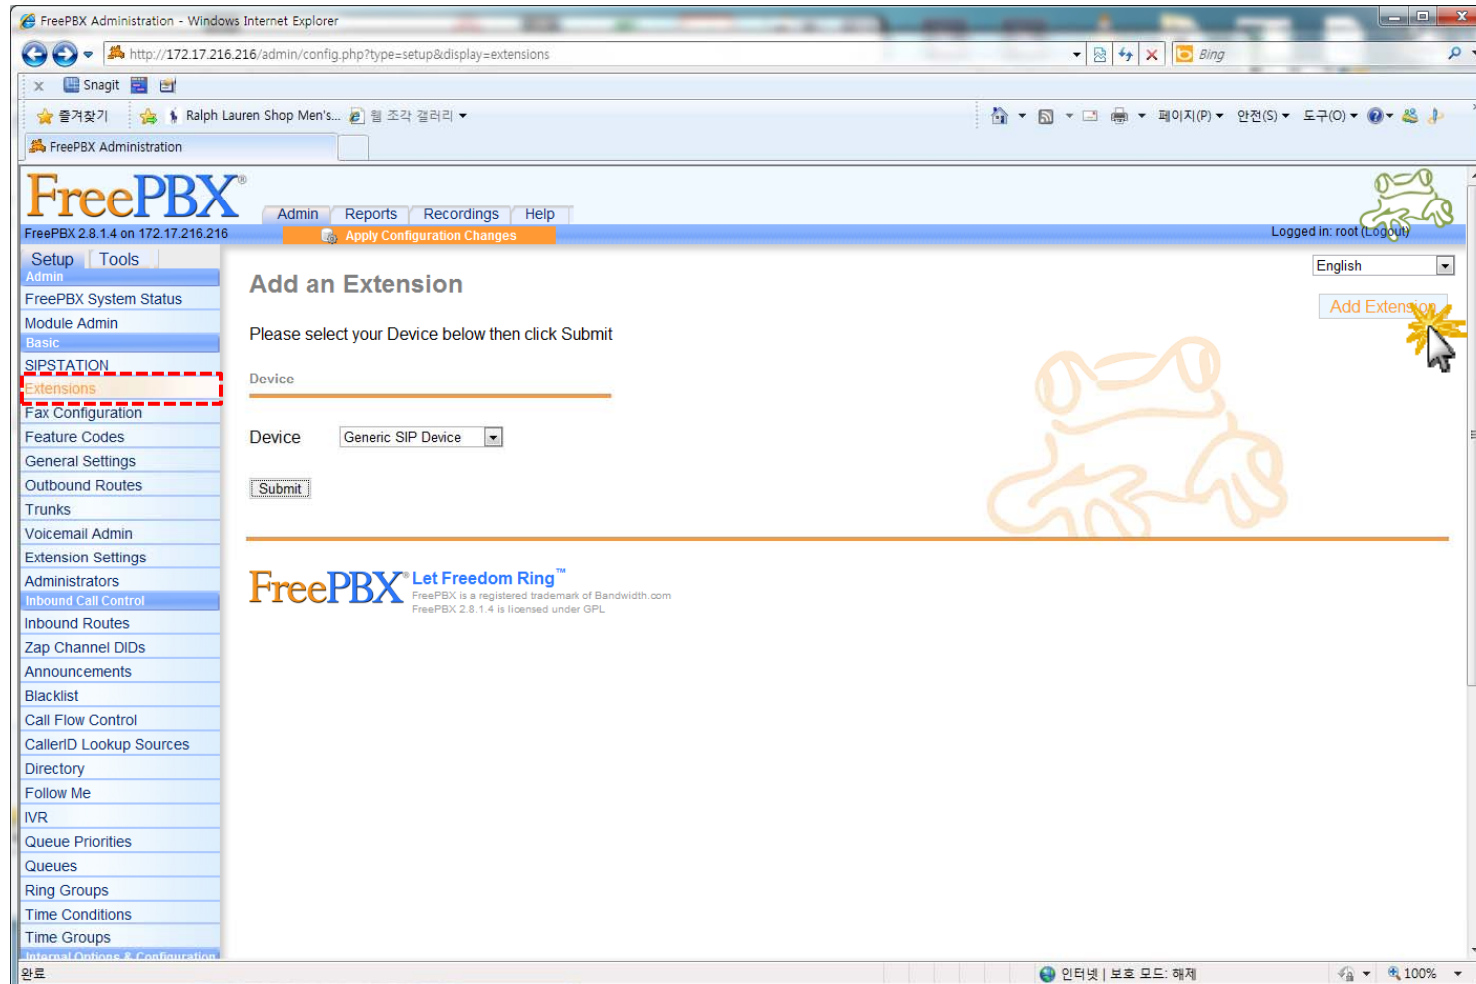 FreePBX Administration - Windows Internet Explorer
http://172.17.216.216/admin/config.php?type=setup&display=extensions
Bing
x Snagit
즐겨찾기 Ralph Lauren Shop Men's... 웹 조각 갤러리
페이지(P) 안전(S) 도구(O)
FreePBX Administration
FreePBX®
Admin Reports Recordings Help
FreePBX 2.8.1.4 on 172.17.216.216 Apply Configuration Changes Logged in: root (Logout)
Setup Tools
English
Admin
Add an Extension
FreePBX System Status
Add Extension
Module Admin
Please select your Device below then click Submit
Basic
SIPSTATION
Extensions
Device
Fax Configuration
Feature Codes
Device Generic SIP Device
General Settings
Outbound Routes
Submit
Trunks
Voicemail Admin
Extension Settings
Administrators
Inbound Call Control
Inbound Routes
Zap Channel DIDs
Announcements
Blacklist
Call Flow Control
CallerID Lookup Sources
Directory
Follow Me
IVR
Queue Priorities
Queues
Ring Groups
Time Conditions
Time Groups
Internal Options & Configuration
FreePBX® Let Freedom Ring™
FreePBX is a registered trademark of Bandwidth.com
FreePBX 2.8.1.4 is licensed under GPL
완료 인터넷 | 보호 모드: 해제 100%